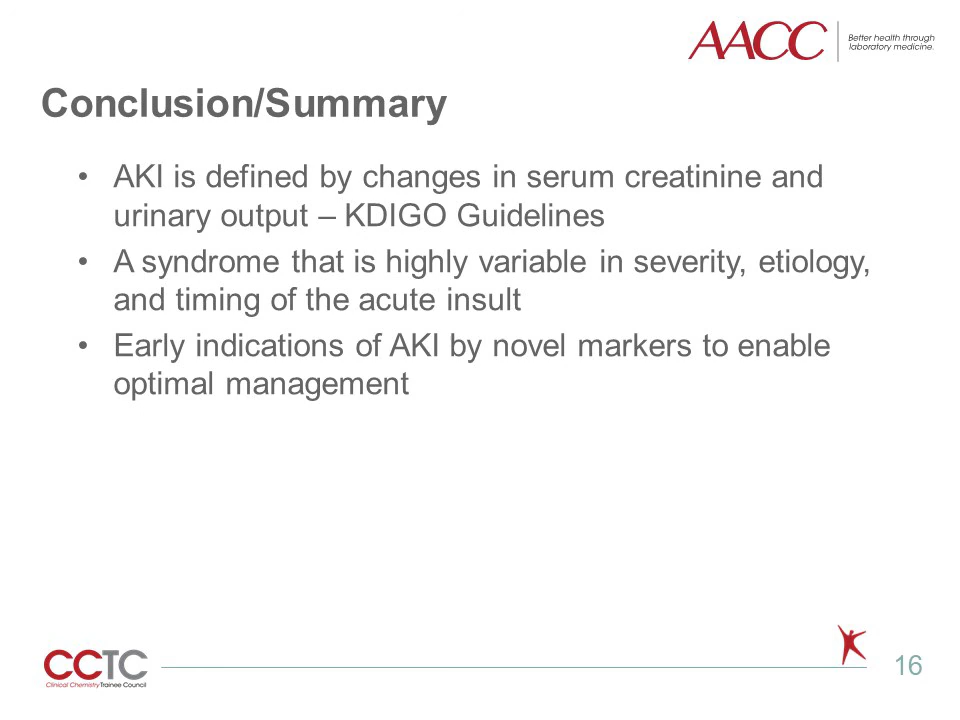 AACC
Better health through
laboratory medicine.
Conclusion/Summary
• AKI is defined by changes in serum creatinine and
urinary output – KDIGO Guidelines
• A syndrome that is highly variable in severity, etiology,
and timing of the acute insult
• Early indications of AKI by novel markers to enable
optimal management
CCTC
Clinical Chemistry Trainee Council
16